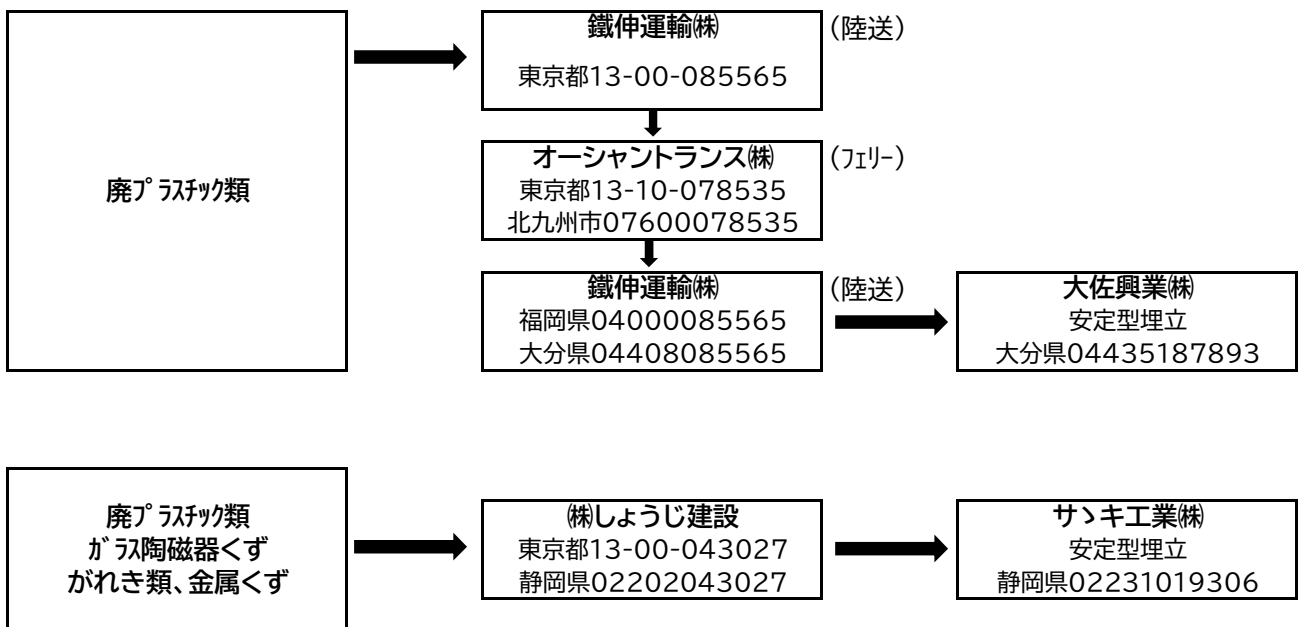 廃プラスチック類
鐵伸運輸㈱
(陸送)
東京都13-00-085565
オーシャントランス㈱
(フェリー)
東京都13-10-078535
北九州市07600078535
鐵伸運輸㈱
(陸送)
福岡県04000085565
大分県04408085565
大佐興業㈱
安定型埋立
大分県04435187893
廃プラスチック類
ガラス陶磁器くず
がれき類、金属くず
㈱しょうじ建設
東京都13-00-043027
静岡県02202043027
サヽキ工業㈱
安定型埋立
静岡県02231019306